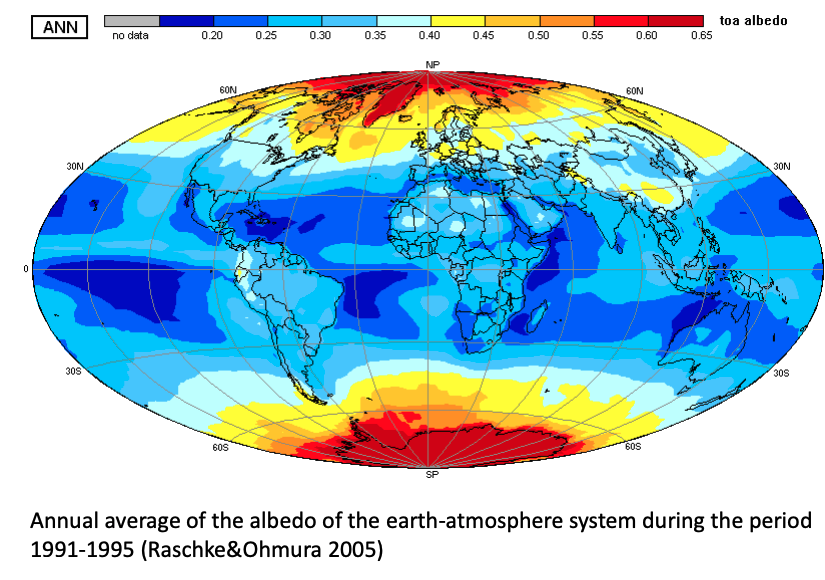 ANN
toa albedo
no data 0.20 0.25 0.30 0.35 0.40 0.45 0.50 0.55 0.60 0.65
NP
60N 60N
30N 30N
0
30S 30S
60S 60S
SP
Annual average of the albedo of the earth-atmosphere system during the period
1991-1995 (Raschke&Ohmura 2005)